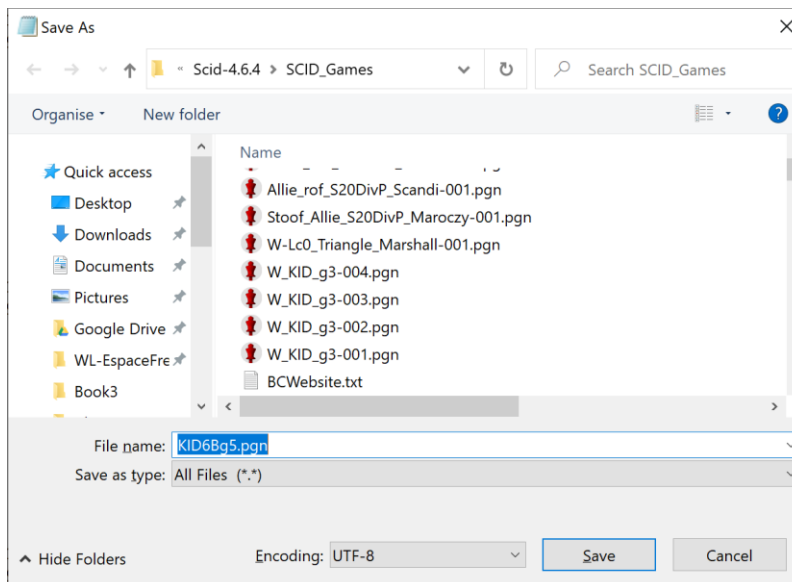 Save As
« Scid-4.6.4 > SCID_Games
Search SCID_Games
Organise
New folder
?
Name
Quick access
Desktop
Downloads
Documents
Pictures
Google Drive
WL-EspaceFre
Book3
Allie_rof_S20DivP_Scandi-001.pgn
Stoof_Allie_S20DivP_Maroczy-001.pgn
W-Lc0_Triangle_Marshall-001.pgn
W_KID_g3-004.pgn
W_KID_g3-003.pgn
W_KID_g3-002.pgn
W_KID_g3-001.pgn
BCWebsite.txt
File name: KID6Bg5.pgn
Save as type: All Files (*.*)
Hide Folders
Encoding: UTF-8
Save
Cancel